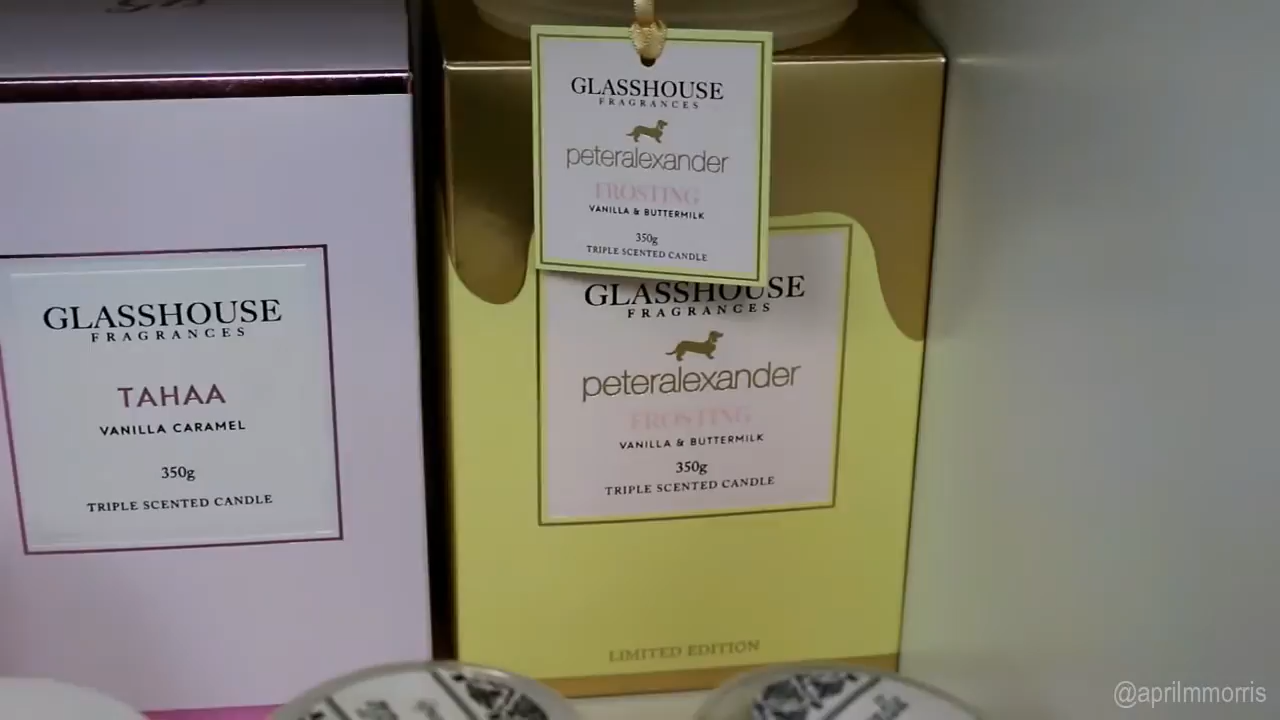 GLASSHOUSE
FRAGRANCES
TAHAA
VANILLA CARAMEL
350g
TRIPLE SCENTED CANDLE
GLASSHOUSE
FRAGRANCES
peteralexander
FROSTING
VANILLA & BUTTERMILK
350g
TRIPLE SCENTED CANDLE
GLASSHOUSE
FRAGRANCES
peteralexander
FROSTING
VANILLA & BUTTERMILK
350g
TRIPLE SCENTED CANDLE
LIMITED EDITION
@aprilmmorris